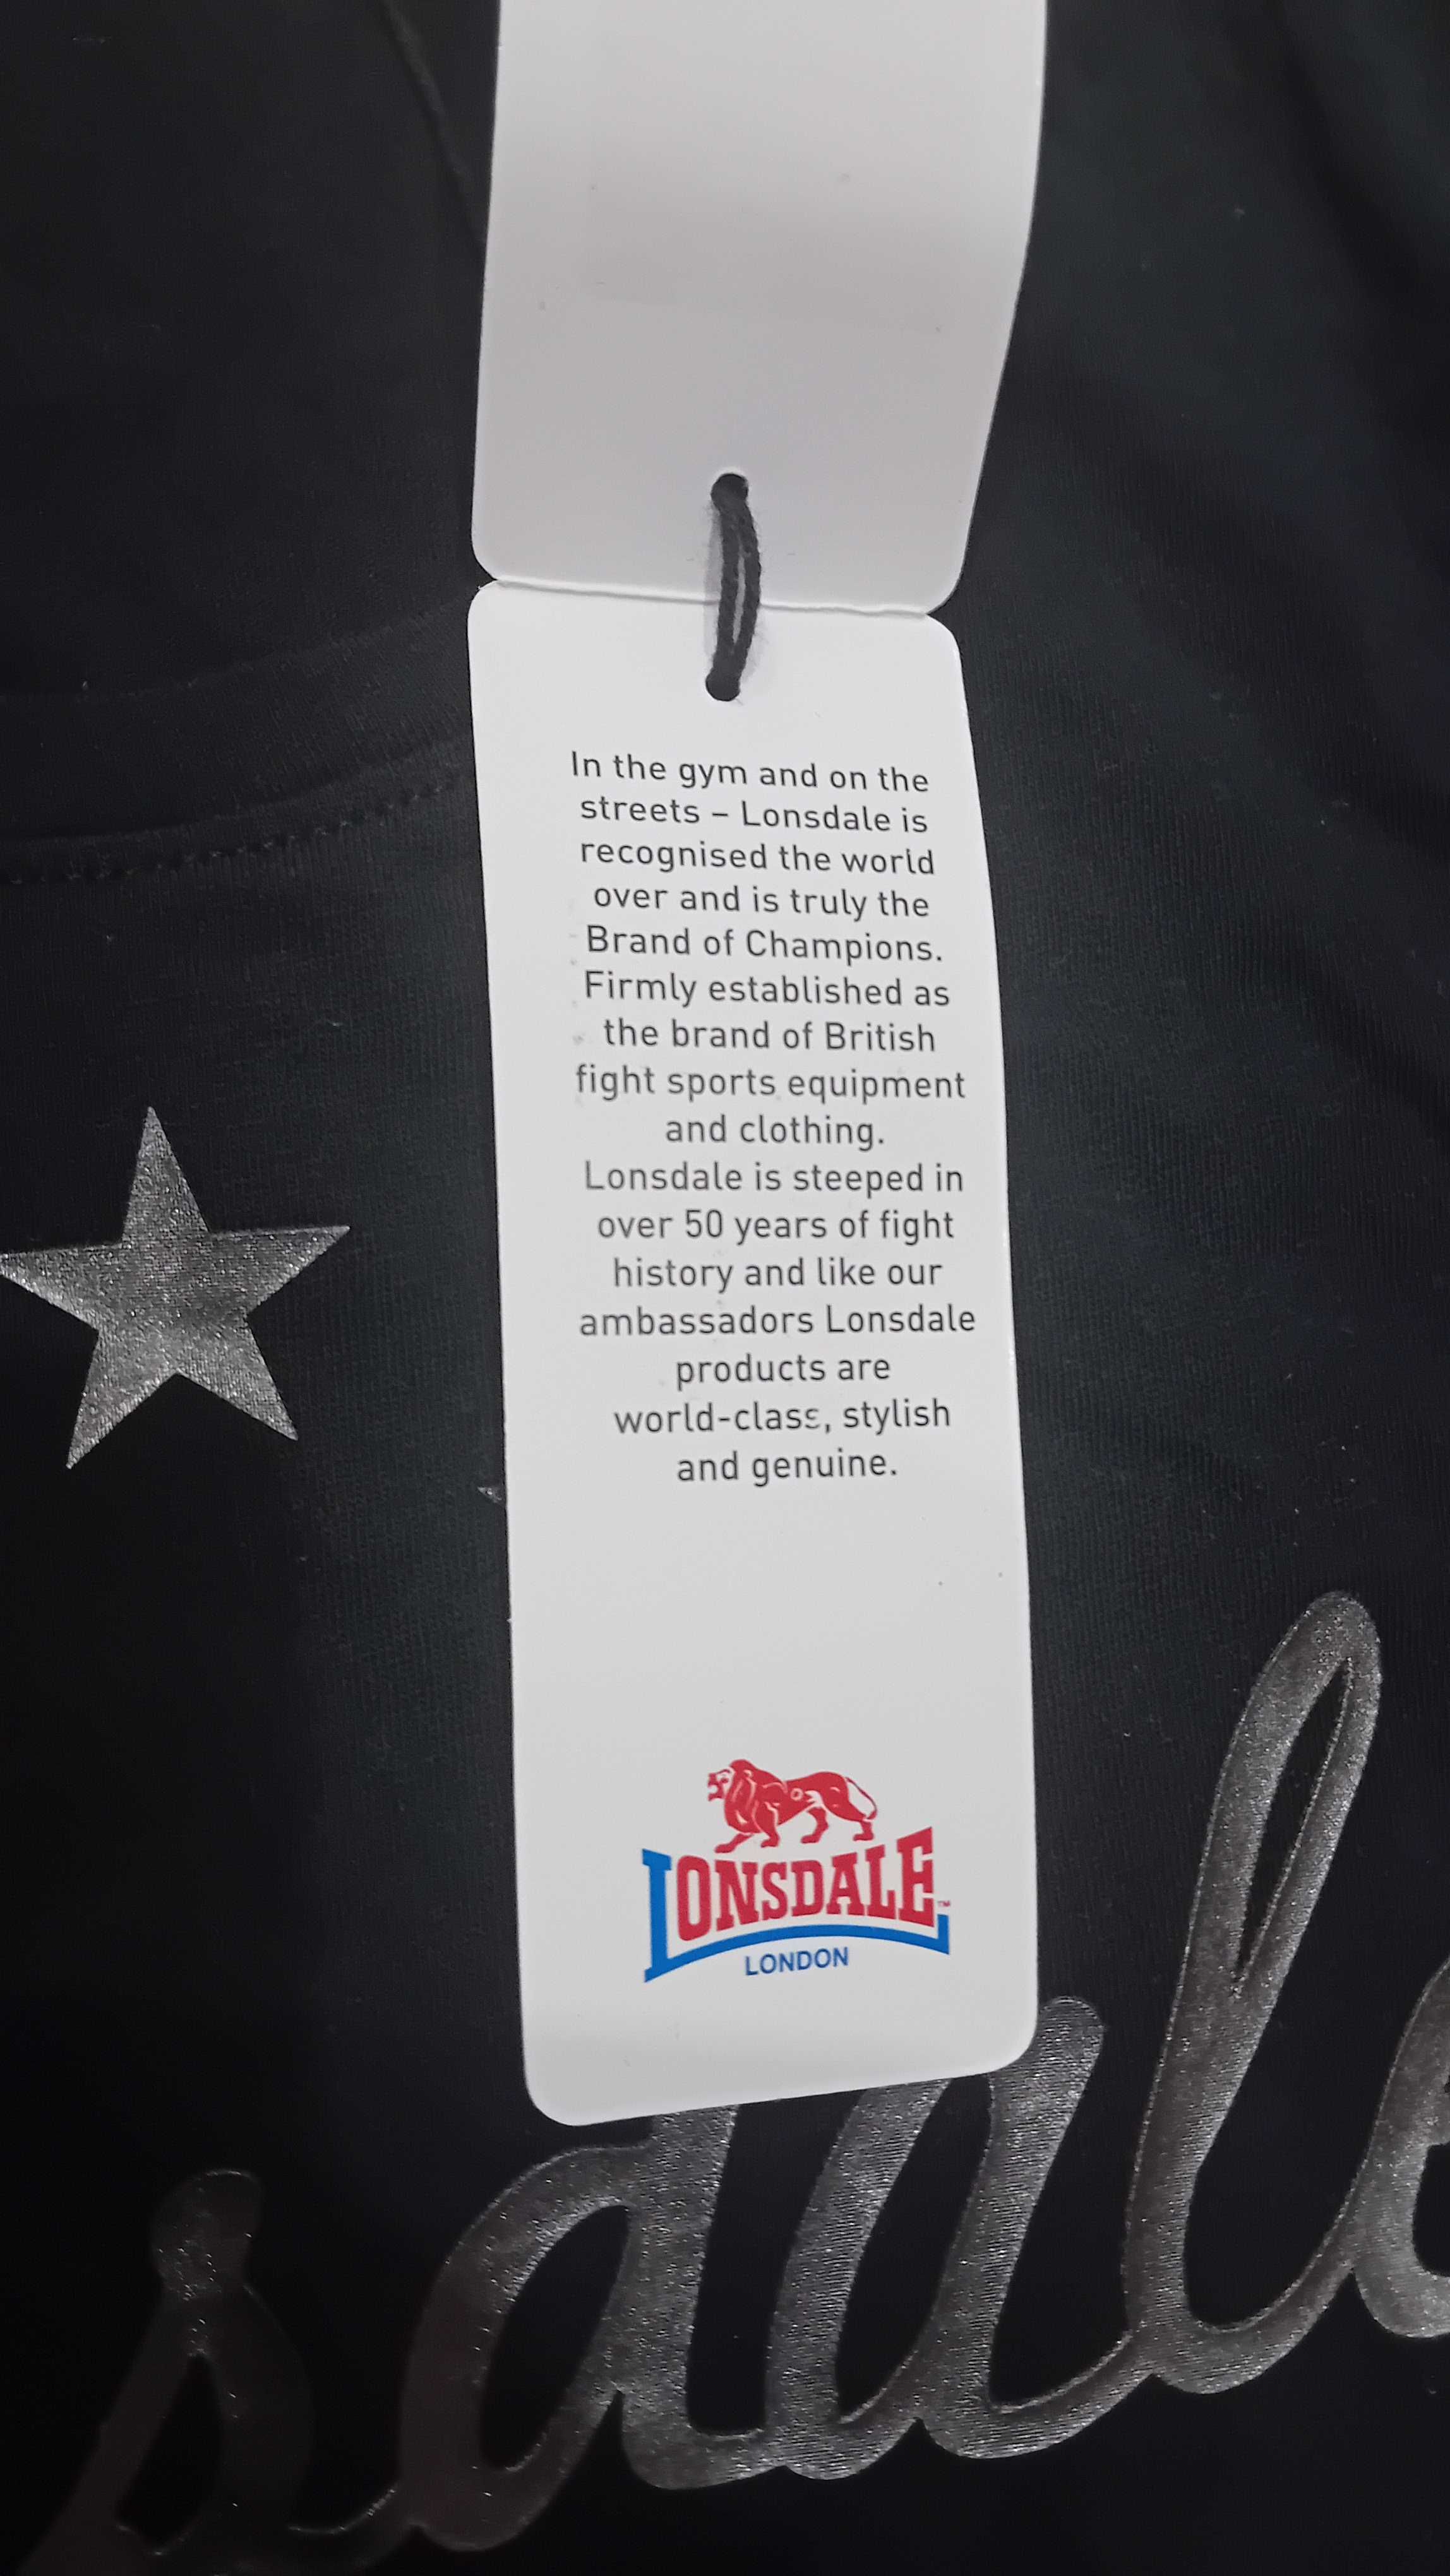 In the gym and on the
streets – Lonsdale is
recognised the world
over and is truly the
Brand of Champions.
Firmly established as
the brand of British
fight sports equipment
and clothing.
Lonsdale is steeped in
over 50 years of fight
history and like our
ambassadors Lonsdale
products are
world-class, stylish
and genuine.
LONSDALE™
LONDON
sdale